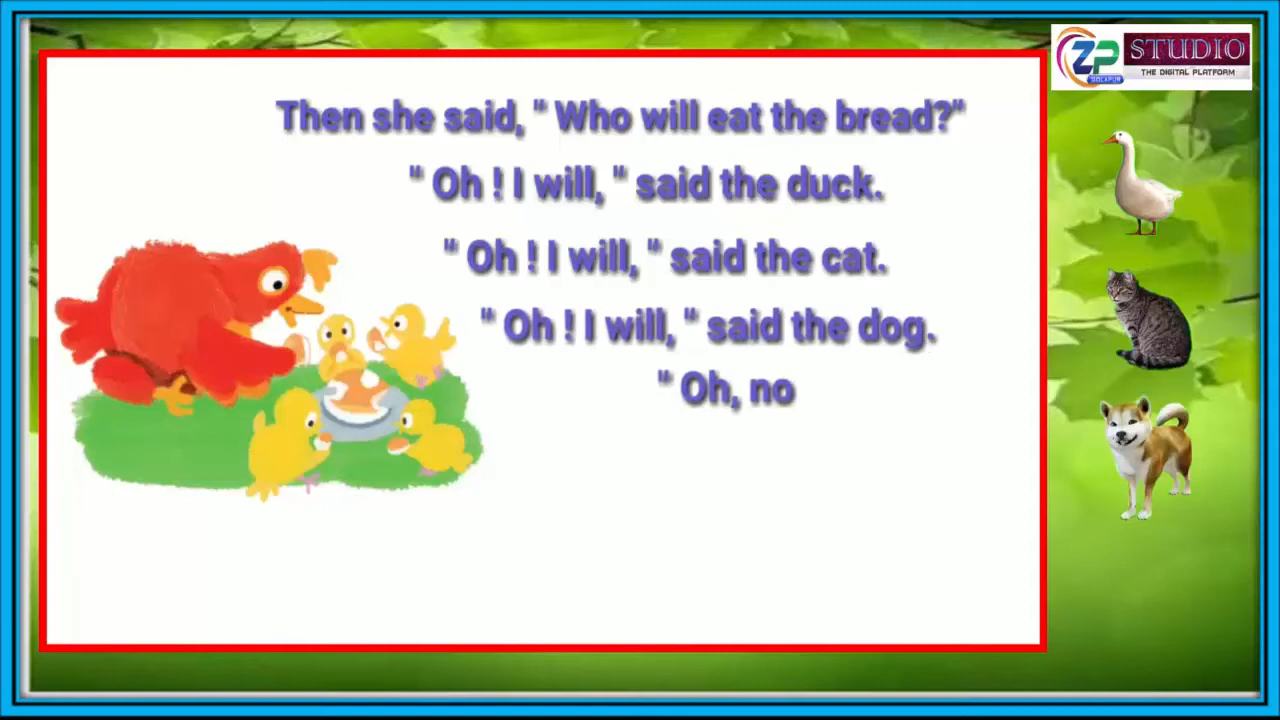 Then she said, " Who will eat the bread?"
" Oh ! I will, " said the duck.
" Oh ! I will, " said the cat.
" Oh ! I will, " said the dog.
" Oh, no
ZP STUDIO
SOLAPUR
THE DIGITAL PLATFORM